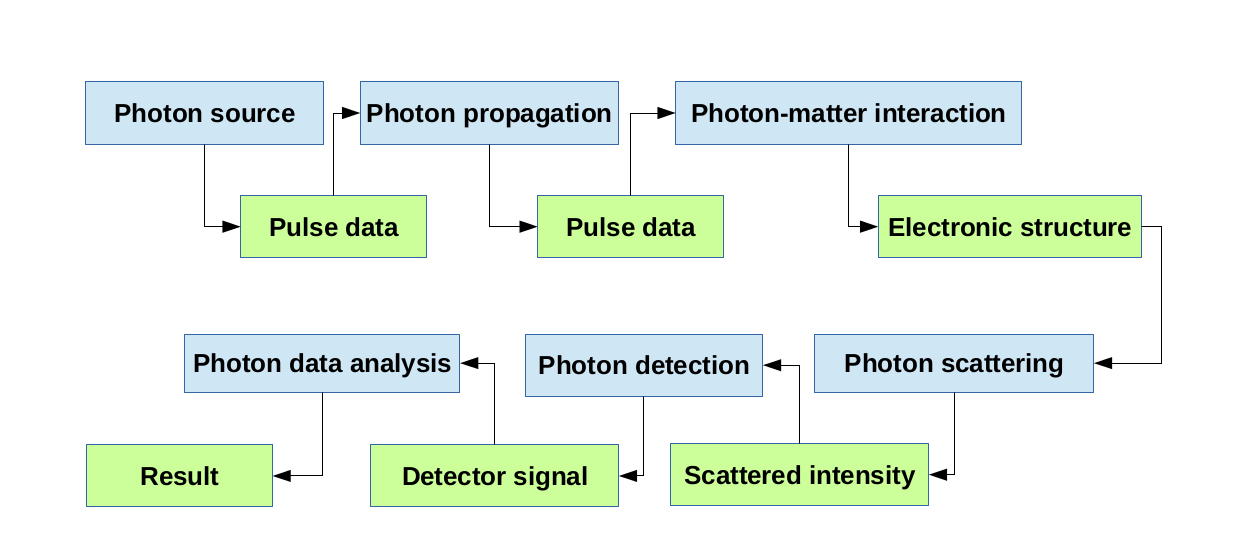 Photon source
Photon propagation
Photon-matter interaction
Pulse data
Pulse data
Electronic structure
Photon data analysis
Photon detection
Photon scattering
Result
Detector signal
Scattered intensity